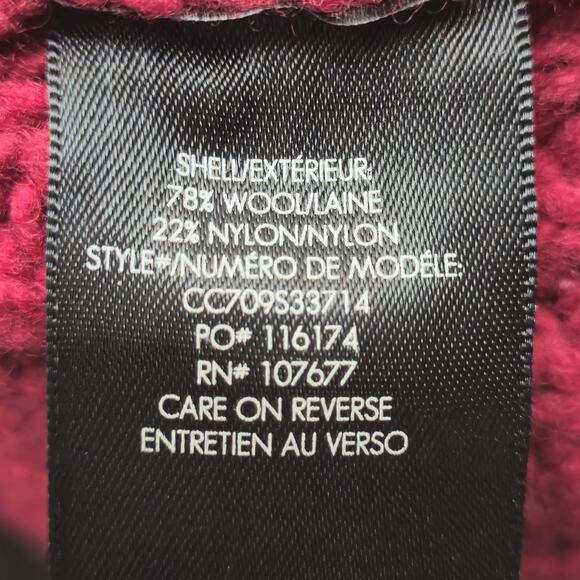 SHELL/EXTÉRIEUR:
78% WOOL/LAINE
22% NYLON/NYLON
STYLE#/NUMÉRO DE MODÈLE:
CC709S33714
PO# 116174
RN# 107677
CARE ON REVERSE
ENTRETIEN AU VERSO